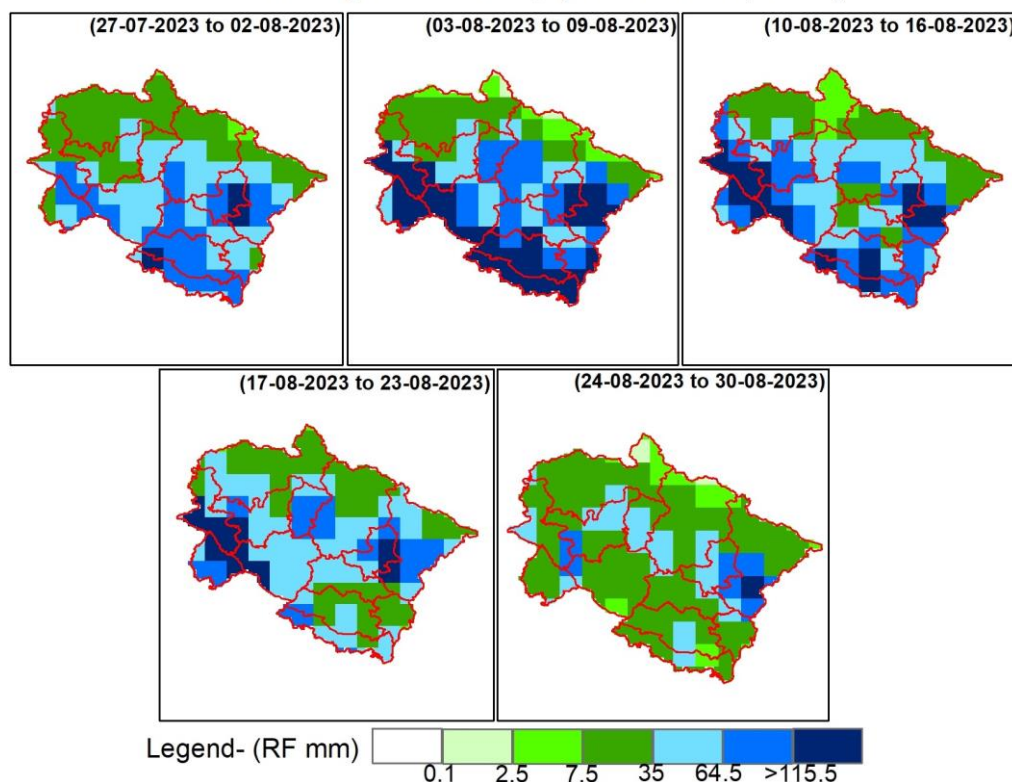 (27-07-2023 to 02-08-2023)
(03-08-2023 to 09-08-2023)
(10-08-2023 to 16-08-2023)
(17-08-2023 to 23-08-2023)
(24-08-2023 to 30-08-2023)
Legend- (RF mm)
0.1 2.5 7.5 35 64.5 >115.5